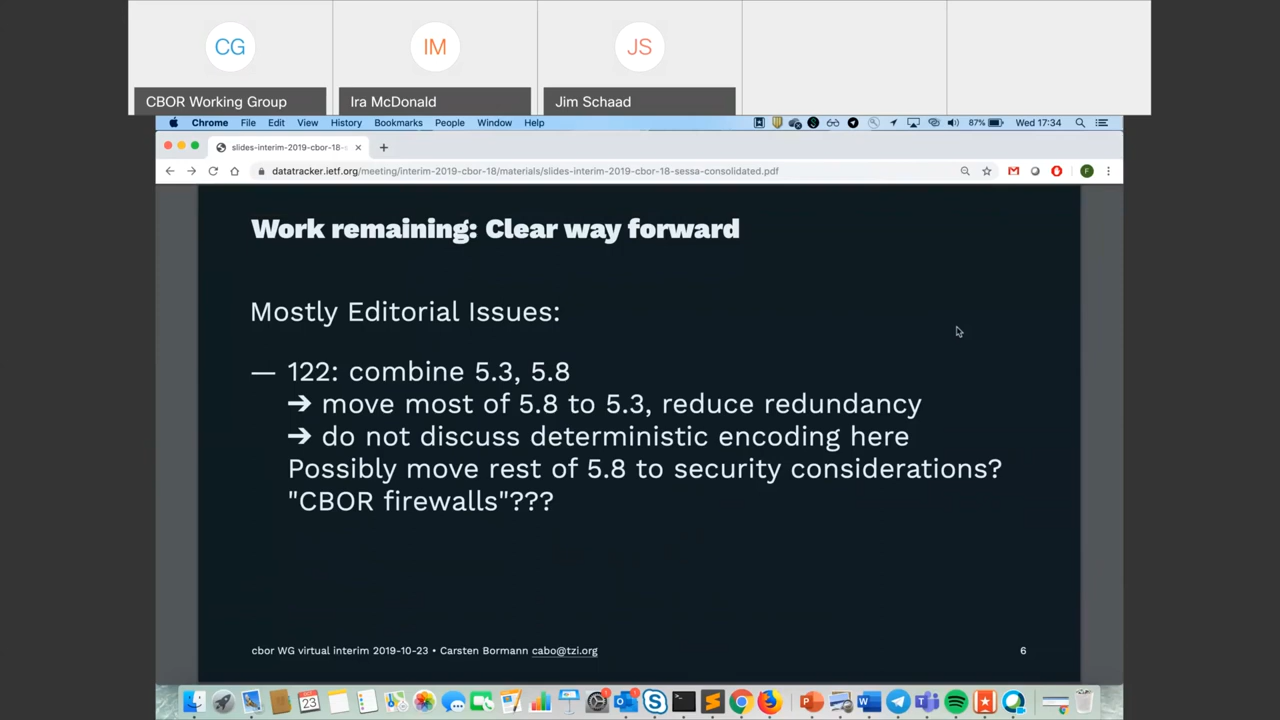 CG
IM
JS
CBOR Working Group
Ira McDonald
Jim Schaad
Chrome File Edit View History Bookmarks People Window Help
87% Wed 17:34
slides-interim-2019-cbor-18-
datatracker.ietf.org/meeting/interim-2019-cbor-18/materials/slides-interim-2019-cbor-18-sessa-consolidated.pdf
F
Work remaining: Clear way forward
Mostly Editorial Issues:
— 122: combine 5.3, 5.8
➔ move most of 5.8 to 5.3, reduce redundancy
➔ do not discuss deterministic encoding here
Possibly move rest of 5.8 to security considerations?
"CBOR firewalls"???
cbor WG virtual interim 2019-10-23 • Carsten Bormann cabo@tzi.org
6
23